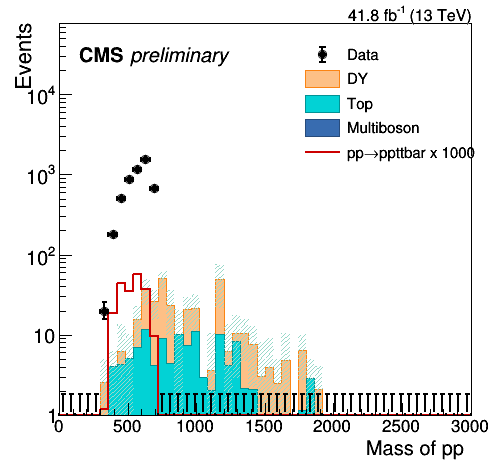 41.8 fb⁻¹ (13 TeV)
Events
CMS preliminary
Data
DY
Top
Multiboson
pp→ppttbar x 1000
10⁴
10³
10²
10
1
0 500 1000 1500 2000 2500 3000
Mass of pp